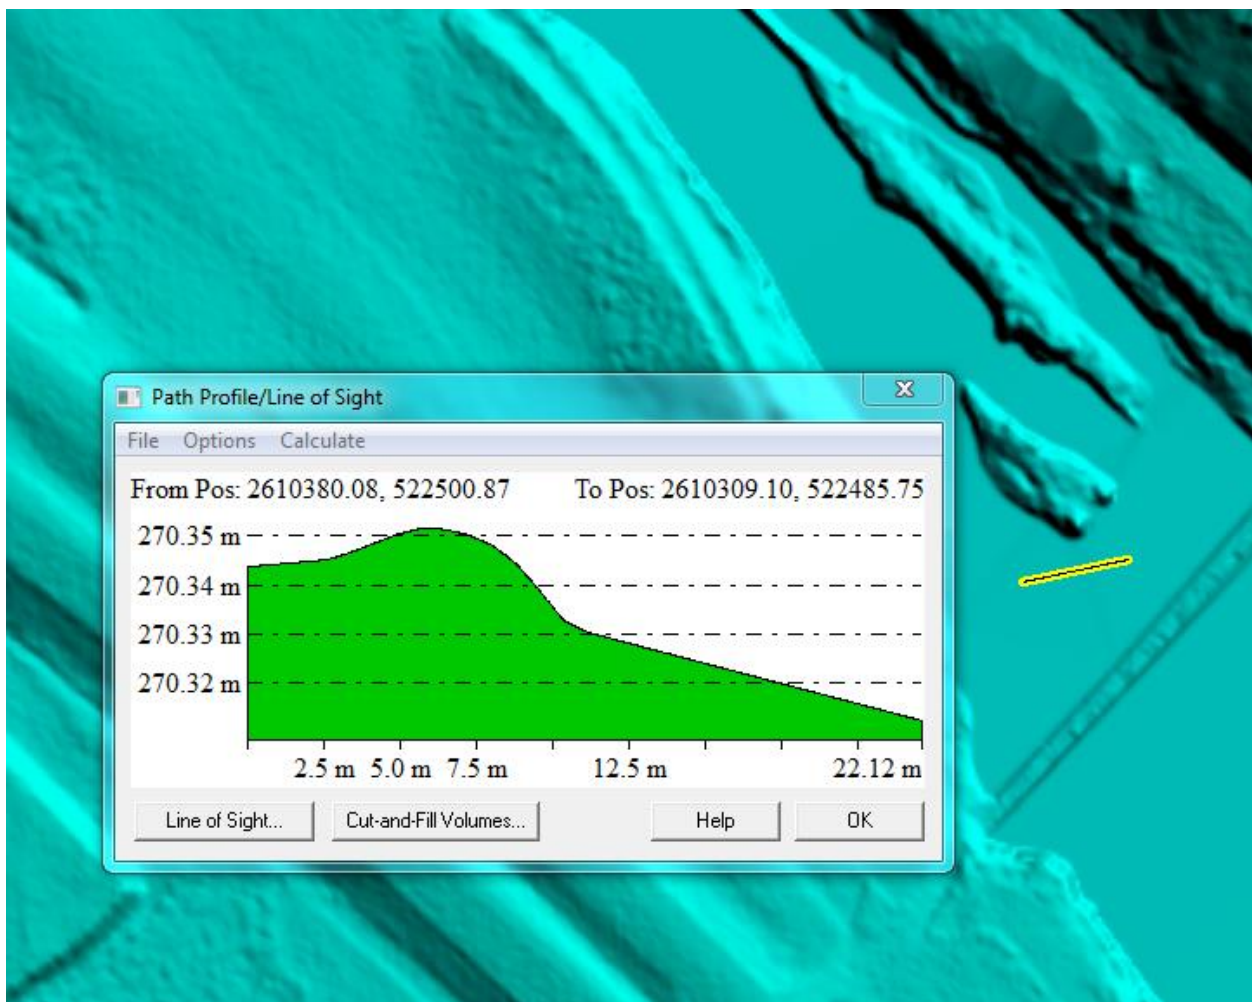 Path Profile/Line of Sight
File Options Calculate
From Pos: 2610380.08, 522500.87 To Pos: 2610309.10, 522485.75
270.35 m
270.34 m
270.33 m
270.32 m
2.5 m 5.0 m 7.5 m 12.5 m 22.12 m
Line of Sight... Cut-and-Fill Volumes... Help OK